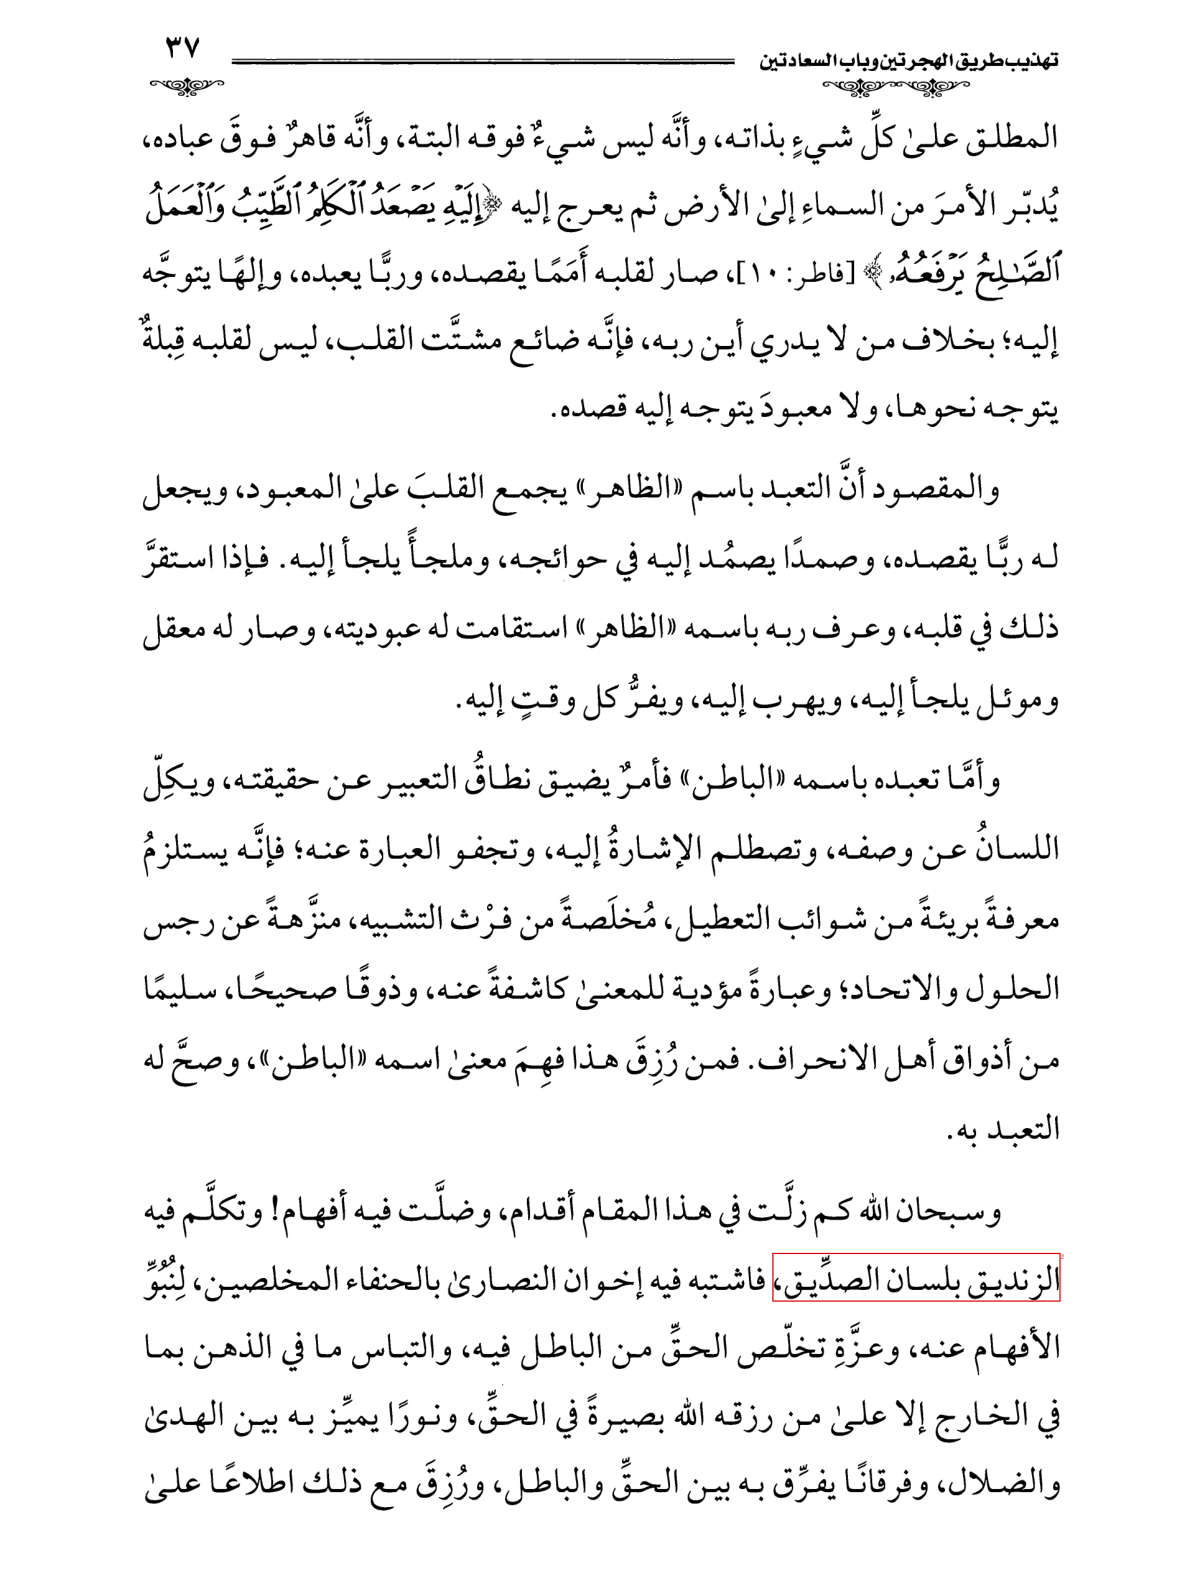 تهذيب طريق الهجرتين وباب السعادتين
٣٧
المطلق علىٰ كلِّ شيءٍ بذاته، وأنَّه ليس شيءٌ فوقه البتة، وأنَّه قاهرٌ فوقَ عباده،
يُدبّر الأمرَ من السماءِ إلىٰ الأرض ثم يعرج إليه ﴿إِلَيْهِ يَصْعَدُ ٱلْكَلِمُ ٱلطَّيِّبُ وَٱلْعَمَلُ
ٱلصَّٰلِحُ يَرْفَعُهُۥ﴾ [فاطر: ١٠]، صار لقلبه أَمَمًا يقصده، وربًّا يعبده، وإلهًا يتوجَّه
إليه؛ بخلاف من لا يدري أين ربه، فإنَّه ضائع مشتَّت القلب، ليس لقلبه قِبلةٌ
يتوجه نحوها، ولا معبودَ يتوجه إليه قصده.
والمقصود أنَّ التعبد باسم «الظاهر» يجمع القلبَ علىٰ المعبود، ويجعل
له ربًّا يقصده، وصمدًا يصمُد إليه في حوائجه، وملجأً يلجأ إليه. فإذا استقرَّ
ذلك في قلبه، وعرف ربه باسمه «الظاهر» استقامت له عبوديته، وصار له معقل
وموئل يلجأ إليه، ويهرب إليه، ويفرُّ كل وقتٍ إليه.
وأمَّا تعبده باسمه «الباطن» فأمرٌ يضيق نطاقُ التعبير عن حقيقته، ويكِلّ
اللسانُ عن وصفه، وتصطلم الإشارةُ إليه، وتجفو العبارة عنه؛ فإنَّه يستلزمُ
معرفةً بريئةً من شوائب التعطيل، مُخلَصةً من فرْث التشبيه، منزَّهةً عن رجس
الحلول والاتحاد؛ وعبارةً مؤدية للمعنىٰ كاشفةً عنه، وذوقًا صحيحًا، سليمًا
من أذواق أهل الانحراف. فمن رُزِقَ هذا فهِمَ معنىٰ اسمه «الباطن»، وصحَّ له
التعبد به.
وسبحان الله كم زلَّت في هذا المقام أقدام، وضلَّت فيه أفهام! وتكلَّم فيه
الزنديق بلسان الصدِّيق، فاشتبه فيه إخوان النصارىٰ بالحنفاء المخلصين، لِنُبُوِّ
الأفهام عنه، وعزَّةِ تخلّص الحقِّ من الباطل فيه، والتباس ما في الذهن بما
في الخارج إلا علىٰ من رزقه الله بصيرةً في الحقِّ، ونورًا يميِّز به بين الهدىٰ
والضلال، وفرقانًا يفرِّق به بين الحقِّ والباطل، ورُزِقَ مع ذلك اطلاعًا علىٰ